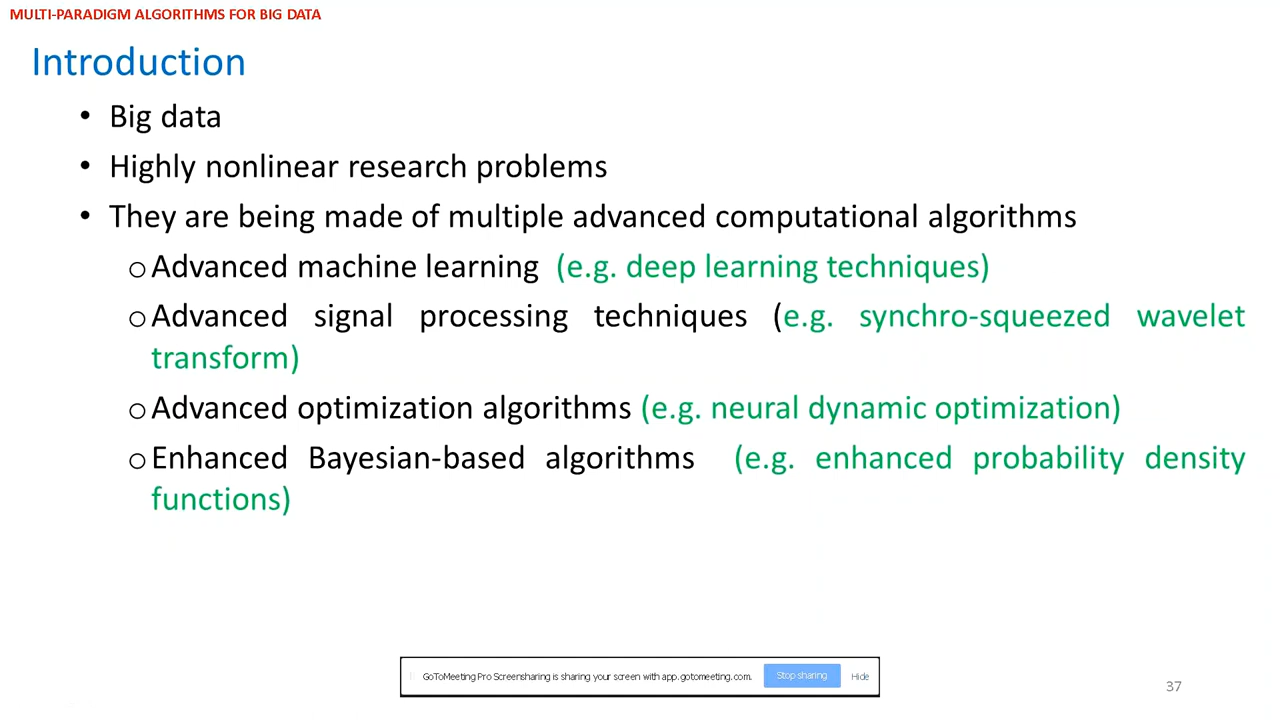 MULTI-PARADIGM ALGORITHMS FOR BIG DATA
Introduction
• Big data
• Highly nonlinear research problems
• They are being made of multiple advanced computational algorithms
o Advanced machine learning (e.g. deep learning techniques)
o Advanced signal processing techniques (e.g. synchro-squeezed wavelet
transform)
o Advanced optimization algorithms (e.g. neural dynamic optimization)
o Enhanced Bayesian-based algorithms (e.g. enhanced probability density
functions)
GoToMeeting Pro Screensharing is sharing your screen with app.gotomeeting.com. Stop sharing Hide
37